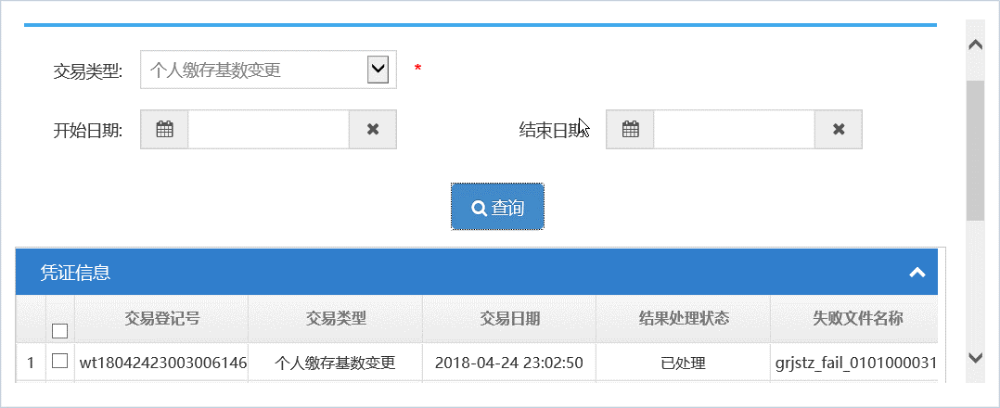 交易类型: 个人缴存基数变更 *
开始日期: 结束日期
查询
凭证信息
交易登记号 交易类型 交易日期 结果处理状态 失败文件名称
1 wt18042423003006146 个人缴存基数变更 2018-04-24 23:02:50 已处理 grjstz_fail_0101000031